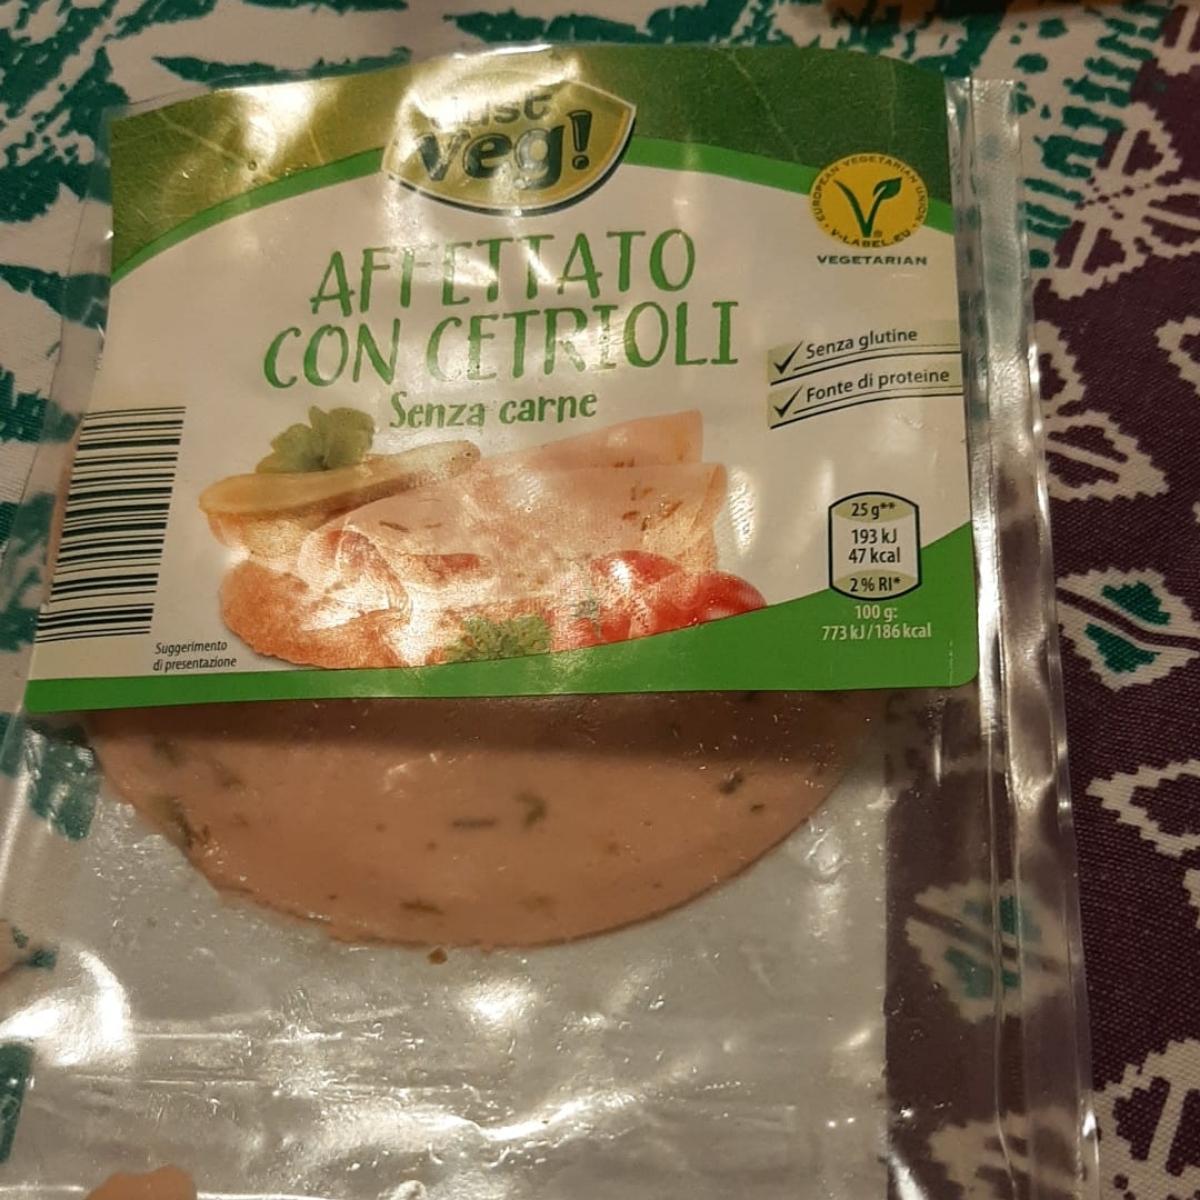 Just
Veg!
EUROPEAN VEGETARIAN UNION
V-LABEL.EU
VEGETARIAN
AFFETTATO
CON CETRIOLI
Senza carne
Senza glutine
Fonte di proteine
25 g**
193 kJ
47 kcal
2 % RI*
100 g:
773 kJ/186 kcal
Suggerimento
di presentazione